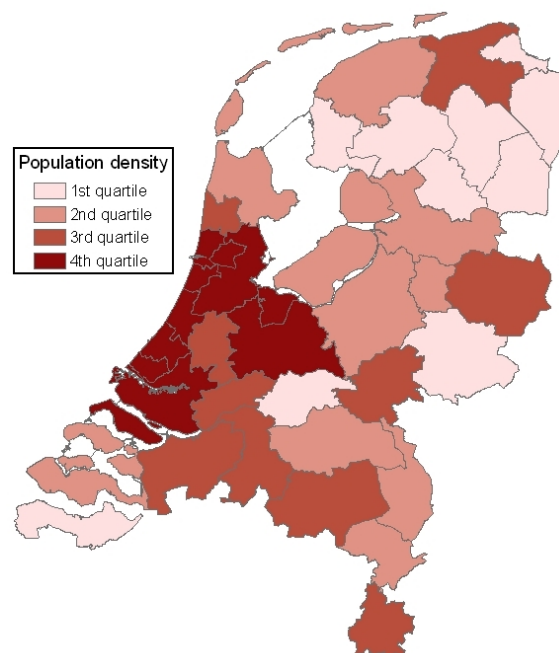 Population density
1st quartile
2nd quartile
3rd quartile
4th quartile